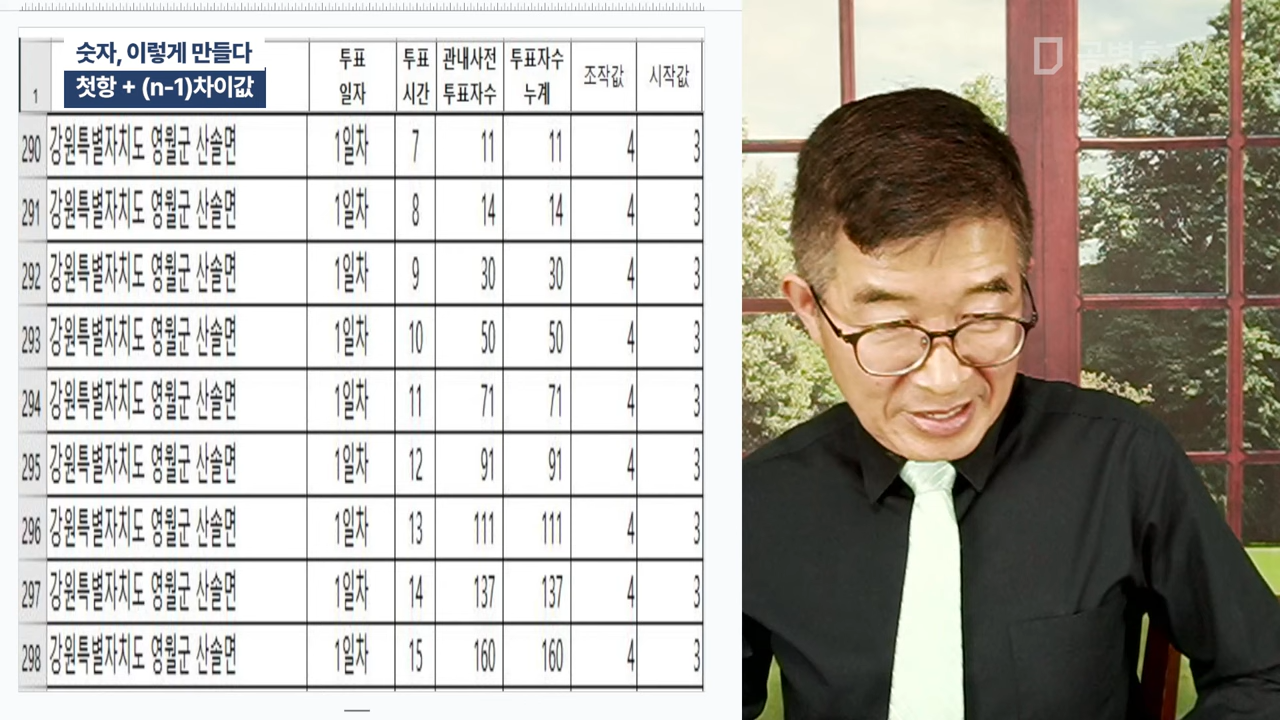 숫자, 이렇게 만들다
첫항 + (n-1)차이값
1 투표 일자 투표 시간 관내사전 투표자수 투표자수 누계 조작값 시작값
290 강원특별자치도 영월군 산솔면 1일차 7 11 11 4 3
291 강원특별자치도 영월군 산솔면 1일차 8 14 14 4 3
292 강원특별자치도 영월군 산솔면 1일차 9 30 30 4 3
293 강원특별자치도 영월군 산솔면 1일차 10 50 50 4 3
294 강원특별자치도 영월군 산솔면 1일차 11 71 71 4 3
295 강원특별자치도 영월군 산솔면 1일차 12 91 91 4 3
296 강원특별자치도 영월군 산솔면 1일차 13 111 111 4 3
297 강원특별자치도 영월군 산솔면 1일차 14 137 137 4 3
298 강원특별자치도 영월군 산솔면 1일차 15 160 160 4 3